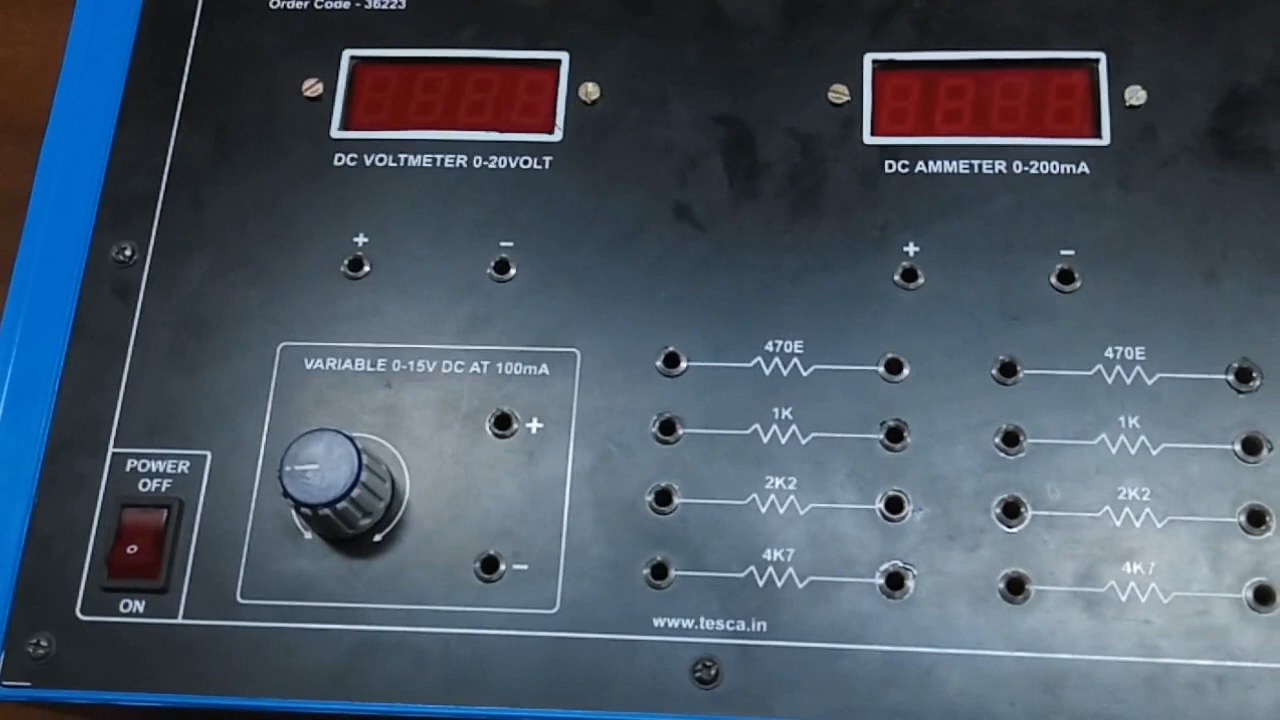 Order Code - 36223
DC VOLTMETER 0-20VOLT
DC AMMETER 0-200mA
+
−
+
−
VARIABLE 0-15V DC AT 100mA
+
−
470E
470E
1K
1K
2K2
2K2
4K7
4K7
POWER
OFF
ON
www.tesca.in